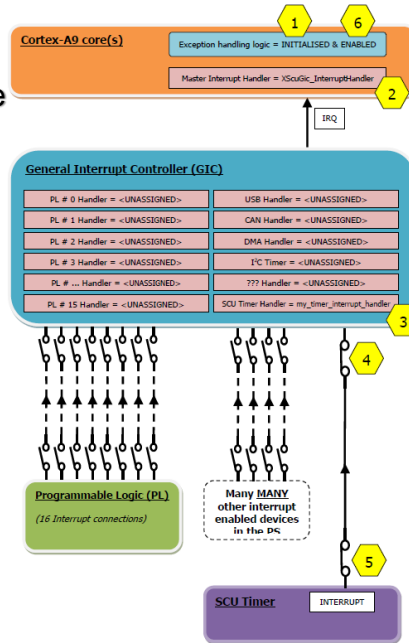 1
6
Cortex-A9 core(s)
Exception handling logic = INITIALISED & ENABLED
e
Master Interrupt Handler = XScuGic_InterruptHandler
2
IRQ
General Interrupt Controller (GIC)
PL # 0 Handler = <UNASSIGNED>
USB Handler = <UNASSIGNED>
PL # 1 Handler = <UNASSIGNED>
CAN Handler = <UNASSIGNED>
PL # 2 Handler = <UNASSIGNED>
DMA Handler = <UNASSIGNED>
PL # 3 Handler = <UNASSIGNED>
I²C Timer = <UNASSIGNED>
PL # ... Handler = <UNASSIGNED>
??? Handler = <UNASSIGNED>
PL # 15 Handler = <UNASSIGNED>
SCU Timer Handler = my_timer_interrupt_handler
3
4
Programmable Logic (PL)
(16 Interrupt connections)
Many MANY
other interrupt
enabled devices
in the PS
5
SCU Timer
INTERRUPT